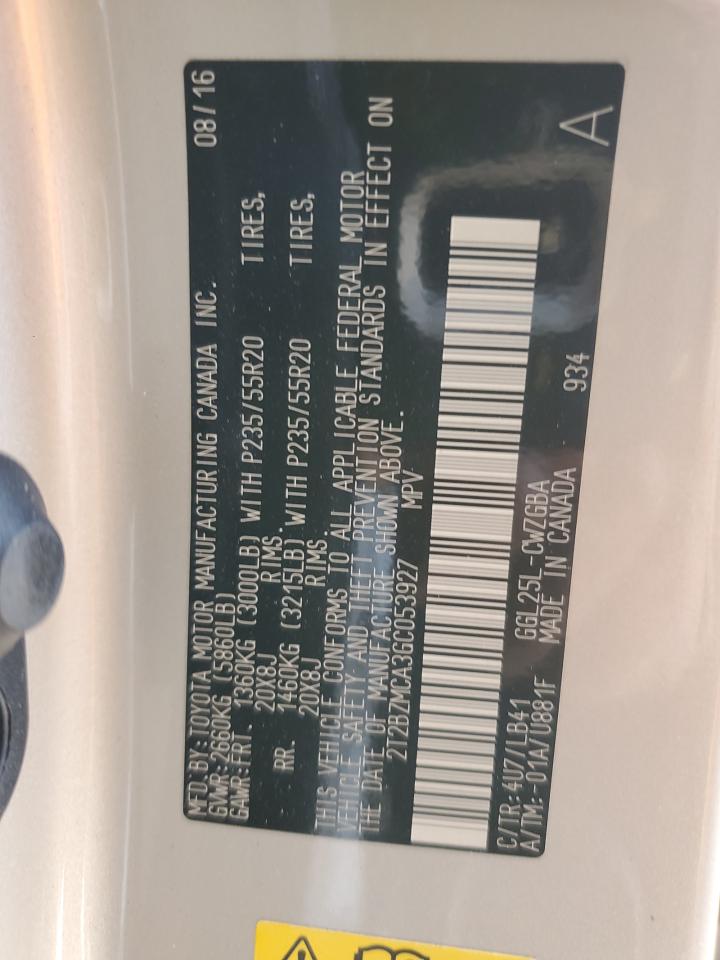 MFD.BY:TOYOTA MOTOR MANUFACTURING CANADA INC. 08/16
GVWR:2660KG (5860LB)
GAWR:FRT. 1360KG (3000LB) WITH P235/55R20 TIRES,
20X8J RIMS.
RR. 1460KG (3215LB) WITH P235/55R20 TIRES,
20X8J RIMS.
THIS VEHICLE CONFORMS TO ALL APPLICABLE FEDERAL MOTOR
VEHICLE SAFETY AND THEFT PREVENTION STANDARDS IN EFFECT ON
THE DATE OF MANUFACTURE SHOWN ABOVE.
2T2BZMCA3GC053927 MPV
C/TR:4U7/LB41 GGL25L-CWZGBA
A/TM:-01A/U881F MADE IN CANADA 934 A